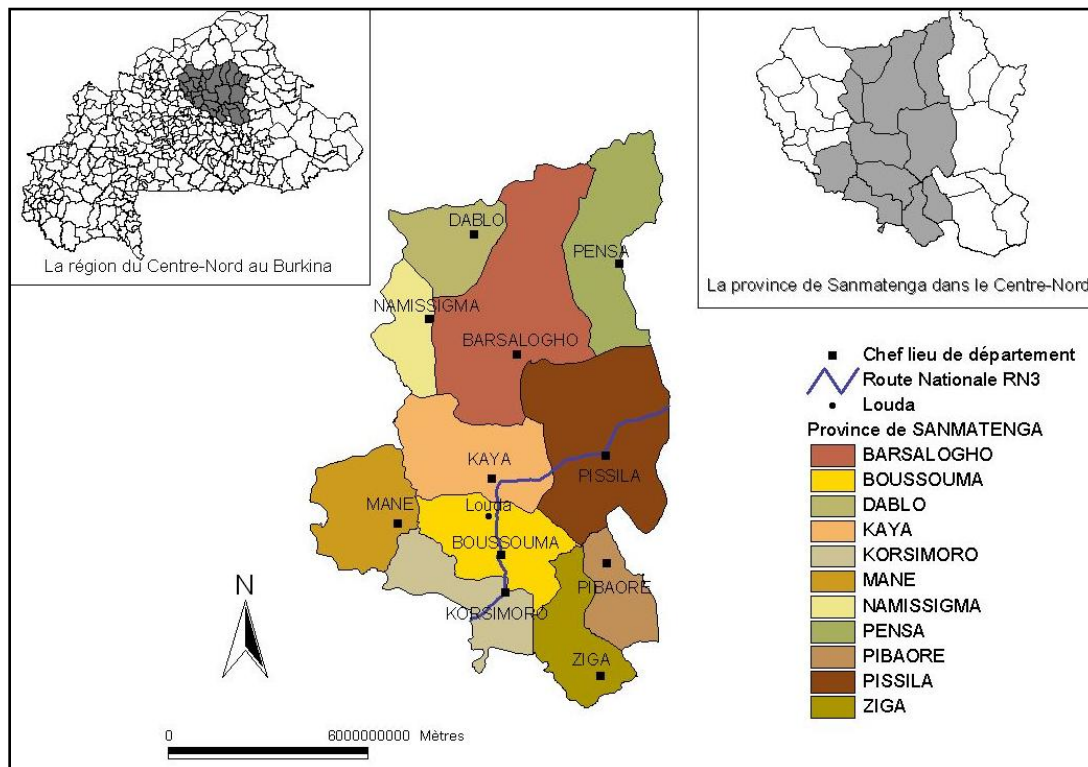 La région du Centre-Nord au Burkina
La province de Sanmatenga dans le Centre-Nord
DABLO
PENSA
NAMISSIGMA
BARSALOGHO
KAYA
PISSILA
MANE
Louda
BOUSSOUMA
PIBAORE
KORSIMORO
ZIGA
N
0 6000000000 Mètres
Chef lieu de département
Route Nationale RN3
Louda
Province de SANMATENGA
BARSALOGHO
BOUSSOUMA
DABLO
KAYA
KORSIMORO
MANE
NAMISSIGMA
PENSA
PIBAORE
PISSILA
ZIGA